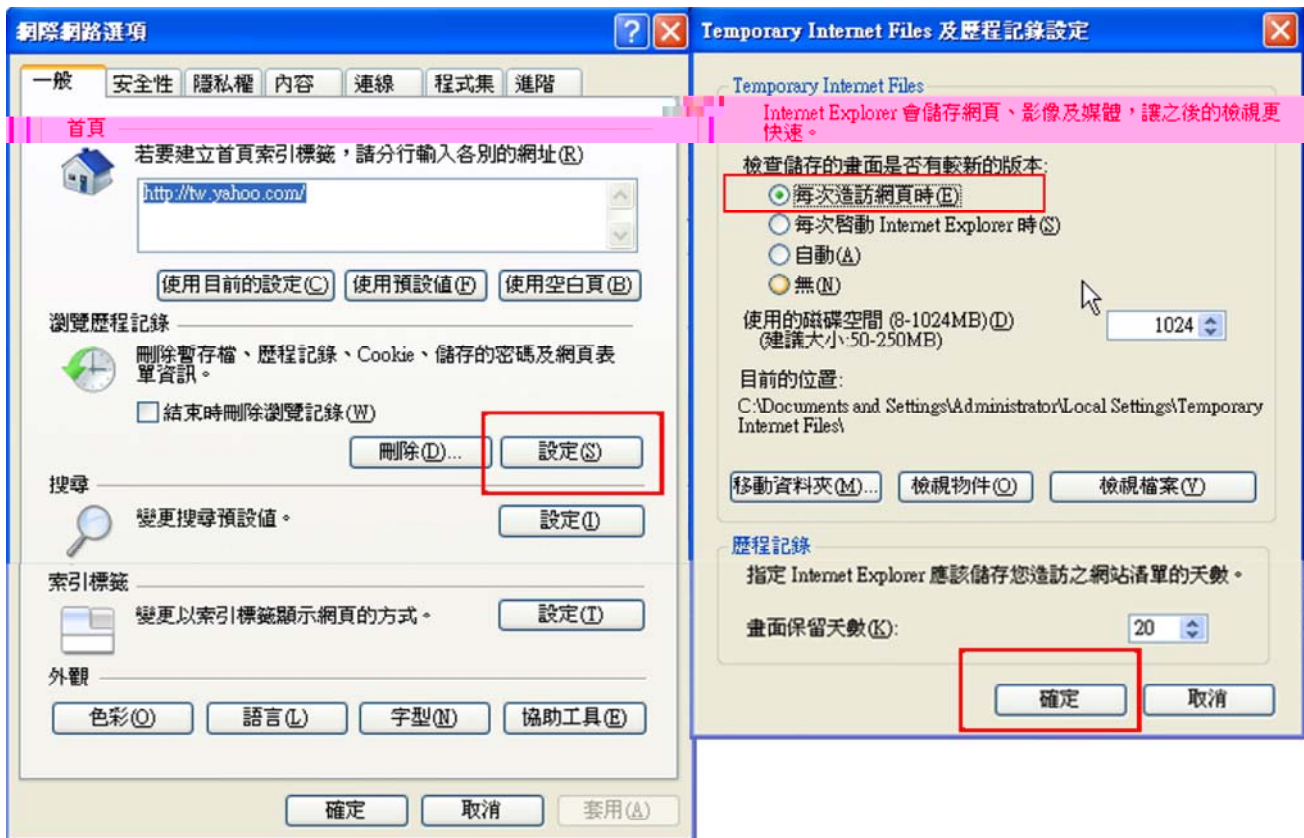 網際網路選項
一般 安全性 隱私權 內容 連線 程式集 進階
首頁
若要建立首頁索引標籤，請分行輸入各別的網址(R)
http://tw.yahoo.com/
使用目前的設定(C) 使用預設值(F) 使用空白頁(B)
瀏覽歷程記錄
刪除暫存檔、歷程記錄、Cookie、儲存的密碼及網頁表
單資訊。
結束時刪除瀏覽記錄(W)
刪除(D)... 設定(S)
搜尋
變更搜尋預設值。
設定(I)
索引標籤
變更以索引標籤顯示網頁的方式。
設定(T)
外觀
色彩(O) 語言(L) 字型(N) 協助工具(E)
確定 取消 套用(A)
Temporary Internet Files 及歷程記錄設定
Temporary Internet Files
Internet Explorer 會儲存網頁、影像及媒體，讓之後的檢視更
快速。
檢查儲存的畫面是否有較新的版本:
每次造訪網頁時(E)
每次啟動 Internet Explorer 時(S)
自動(A)
無(N)
使用的磁碟空間 (8-1024MB)(D)
1024
(建議大小:50-250MB)
目前的位置:
C:\Documents and Settings\Administrator\Local Settings\Temporary
Internet Files\
移動資料夾(M)... 檢視物件(O) 檢視檔案(V)
歷程記錄
指定 Internet Explorer 應該儲存您造訪之網站清單的天數。
畫面保留天數(K): 20
確定 取消